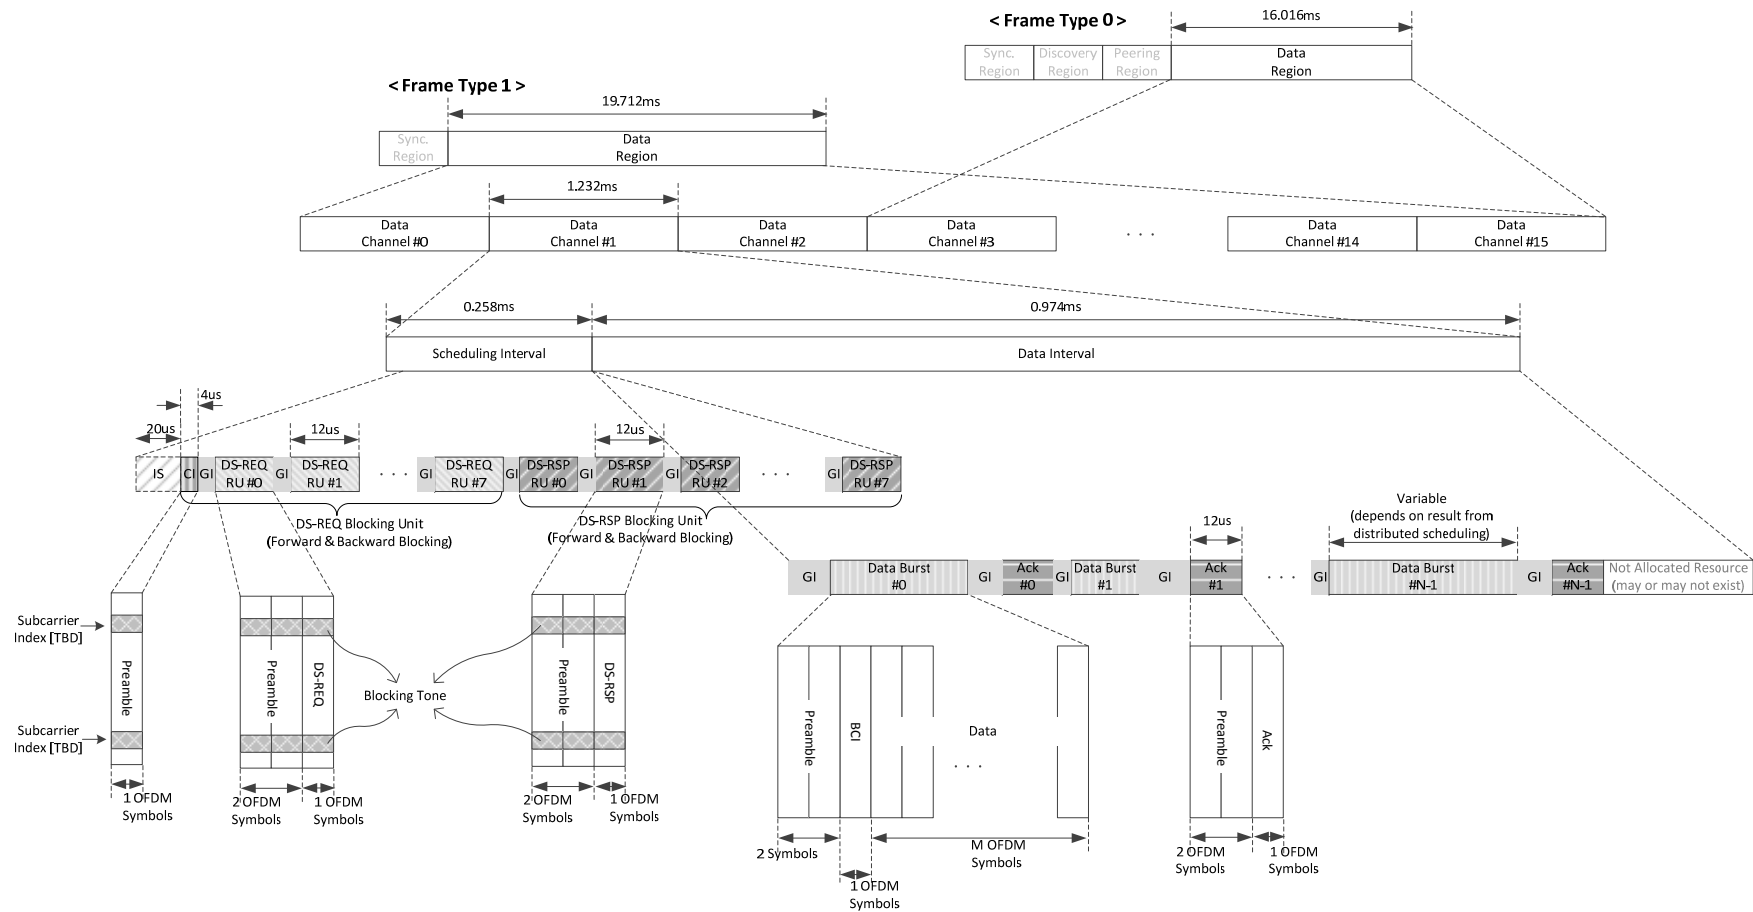 < Frame Type 0 >
16.016ms
Sync.
Region
Discovery
Region
Peering
Region
Data
Region
< Frame Type 1 >
19.712ms
Sync.
Region
Data
Region
1.232ms
Data
Channel #0
Data
Channel #1
Data
Channel #2
Data
Channel #3
. . .
Data
Channel #14
Data
Channel #15
0.258ms
0.974ms
Scheduling Interval
Data Interval
4us
20us
12us
12us
IS
CI
GI
DS-REQ
RU #0
GI
DS-REQ
RU #1
. . .
GI
DS-REQ
RU #7
GI
DS-RSP
RU #0
GI
DS-RSP
RU #1
GI
DS-RSP
RU #2
. . .
GI
DS-RSP
RU #7
DS-REQ Blocking Unit
(Forward & Backward Blocking)
DS-RSP Blocking Unit
(Forward & Backward Blocking)
12us
Variable
(depends on result from
distributed scheduling)
GI
Data Burst
#0
GI
Ack
#0
GI
Data Burst
#1
GI
Ack
#1
. . .
GI
Data Burst
#N-1
GI
Ack
#N-1
Not Allocated Resource
(may or may not exist)
Subcarrier
Index [TBD]
Subcarrier
Index [TBD]
Preamble
Preamble
DS-REQ
Blocking Tone
Preamble
DS-RSP
Preamble
BCI
Data
. . .
Preamble
Ack
1 OFDM
Symbols
2 OFDM
Symbols
1 OFDM
Symbols
2 OFDM
Symbols
1 OFDM
Symbols
2 Symbols
1 OFDM
Symbols
M OFDM
Symbols
2 OFDM
Symbols
1 OFDM
Symbols